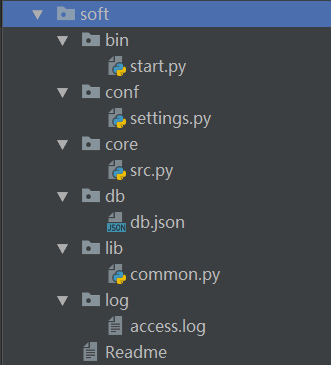 soft
bin
start.py
conf
settings.py
core
src.py
db
JSON
db.json
lib
common.py
log
access.log
Readme